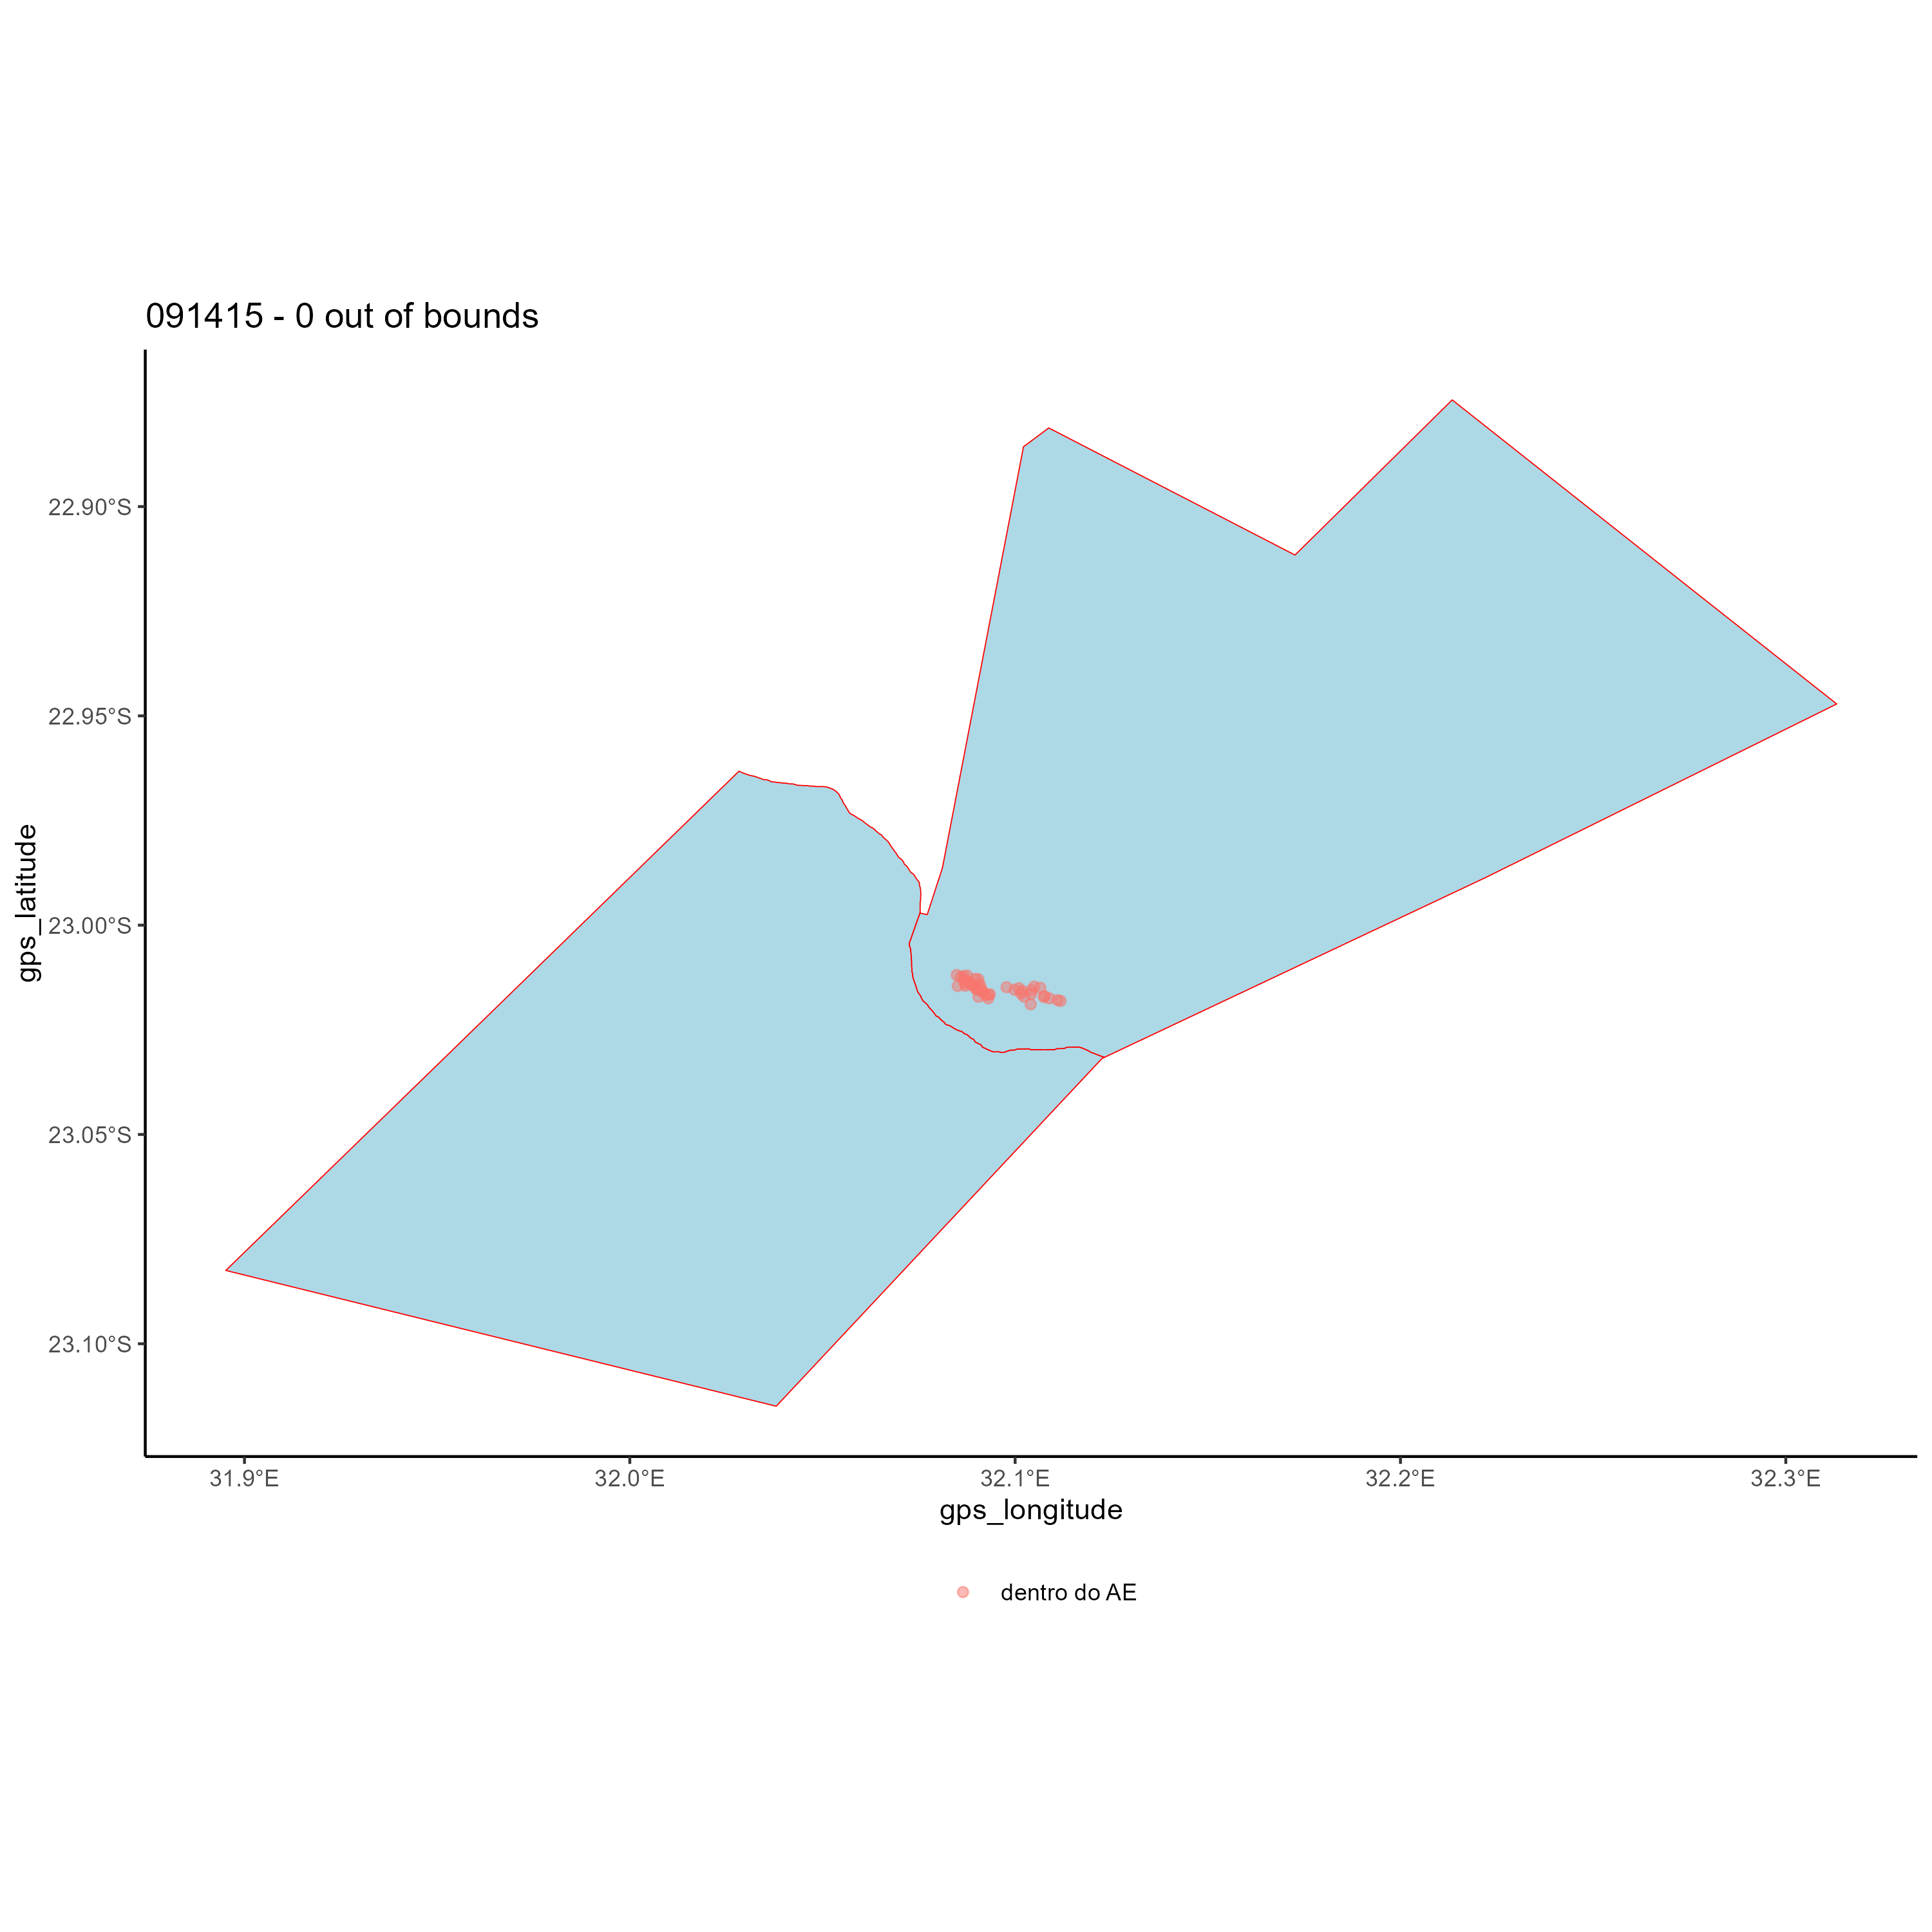 091415 - 0 out of bounds
22.90°S
22.95°S
23.00°S
23.05°S
23.10°S
gps_latitude
31.9°E 32.0°E 32.1°E 32.2°E 32.3°E
gps_longitude
dentro do AE